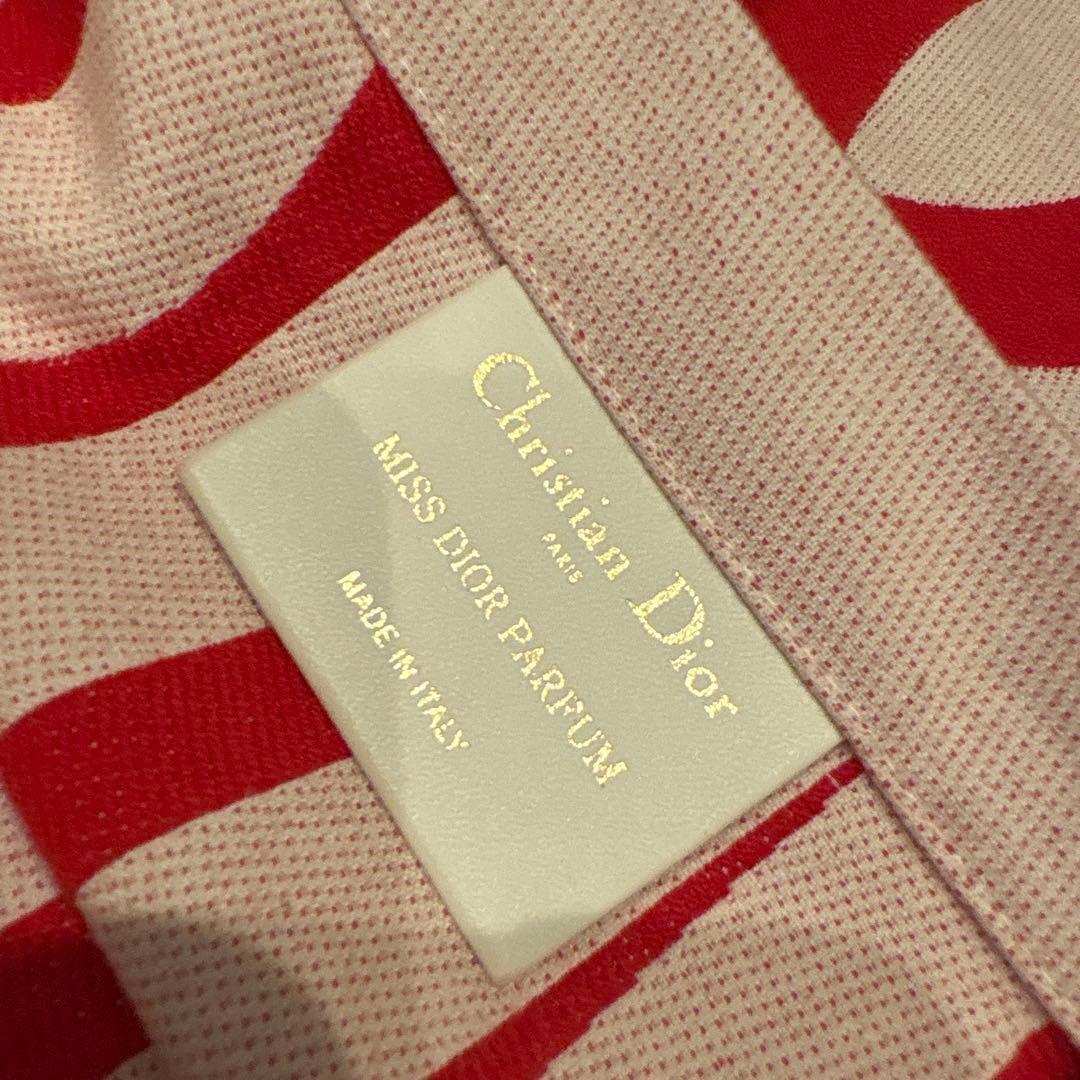 Christian Dior
PARIS
MISS DIOR PARFUM
MADE IN ITALY